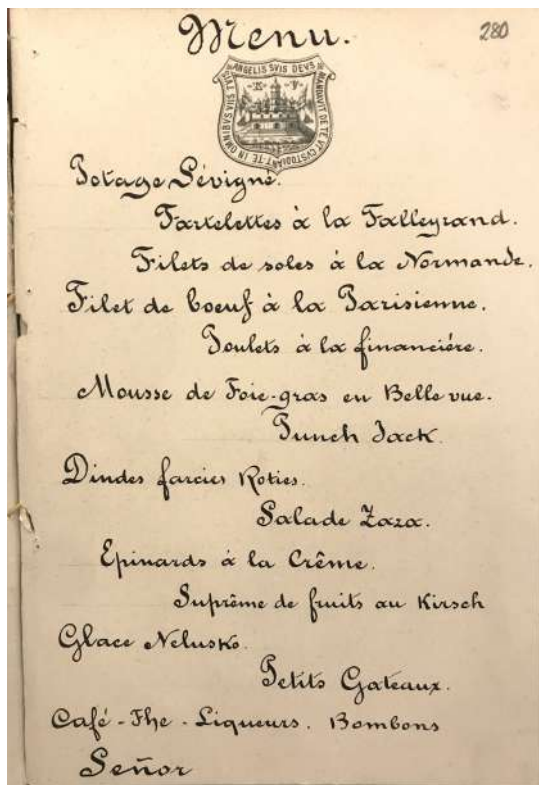 Menu.
280
ANGELIS SVIS DEVS MANDAVIT DE TE VT CVSTODIANT TE IN OMNIBVS VIIS TVIS
K V
Potage Sévigné.
Tartelettes à la Talleyrand.
Filets de soles à la Normande.
Filet de boeuf à la Parisienne.
Poulets à la financiére.
Mousse de Foie-gras en Belle vue.
Punch Jack.
Dindes farcies Roties.
Salade Zaza.
Epinards à la Crême.
Suprême de fruits au Kirsch
Glace Nelusko.
Petits Gateaux.
Café - The - Liqueurs. Bombons
Señor